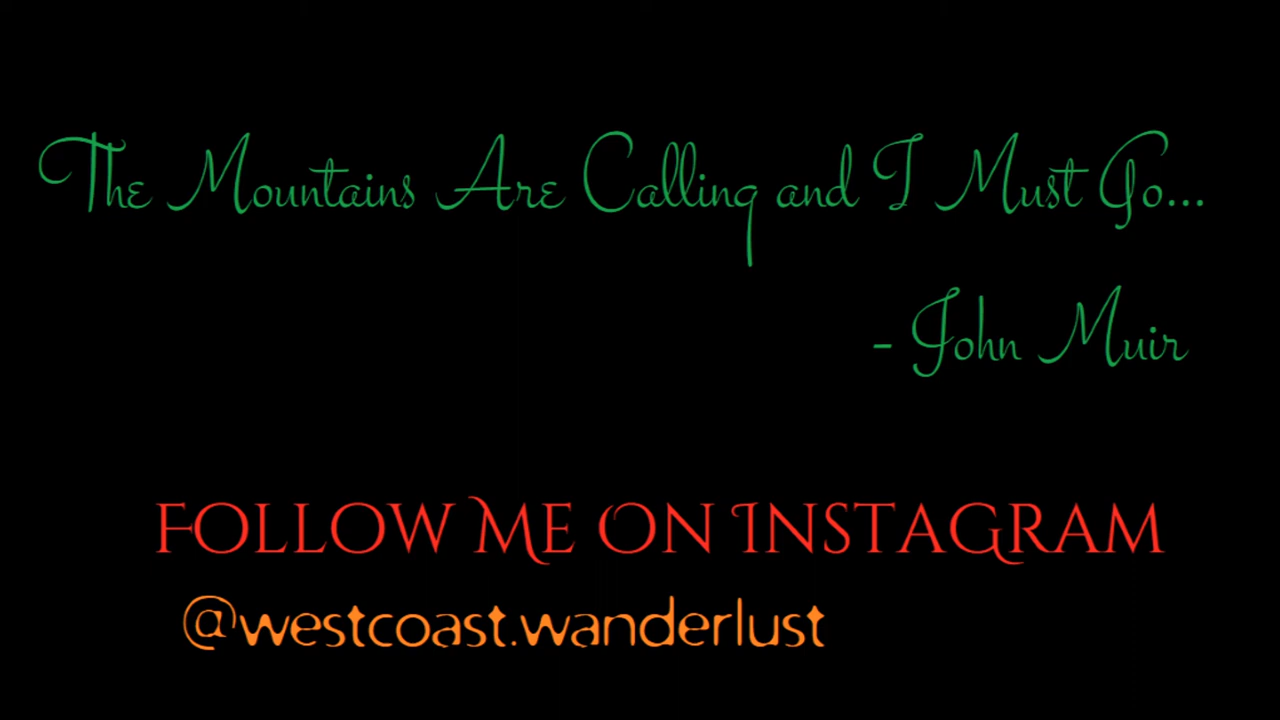 The Mountains Are Calling and I Must Go...
- John Muir
FOLLOW ME ON INSTAGRAM
@westcoast.wanderlust